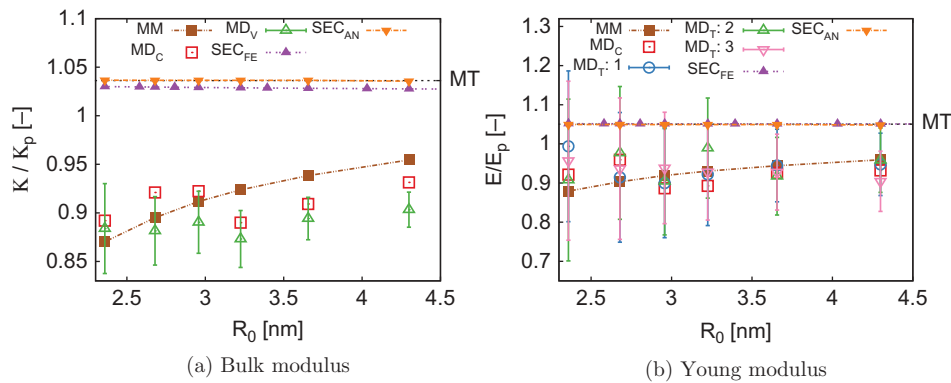 MM MD_V SEC_AN
MD_C SEC_FE
K / K_p [–]
1.1
1.05
1
0.95
0.9
0.85
MT
2.5 3 3.5 4 4.5
R_0 [nm]
(a) Bulk modulus
MM MD_T: 2 SEC_AN
MD_C MD_T: 3
MD_T: 1 SEC_FE
E/E_p [–]
1.3
1.2
1.1
1
0.9
0.8
0.7
MT
2.5 3 3.5 4 4.5
R_0 [nm]
(b) Young modulus